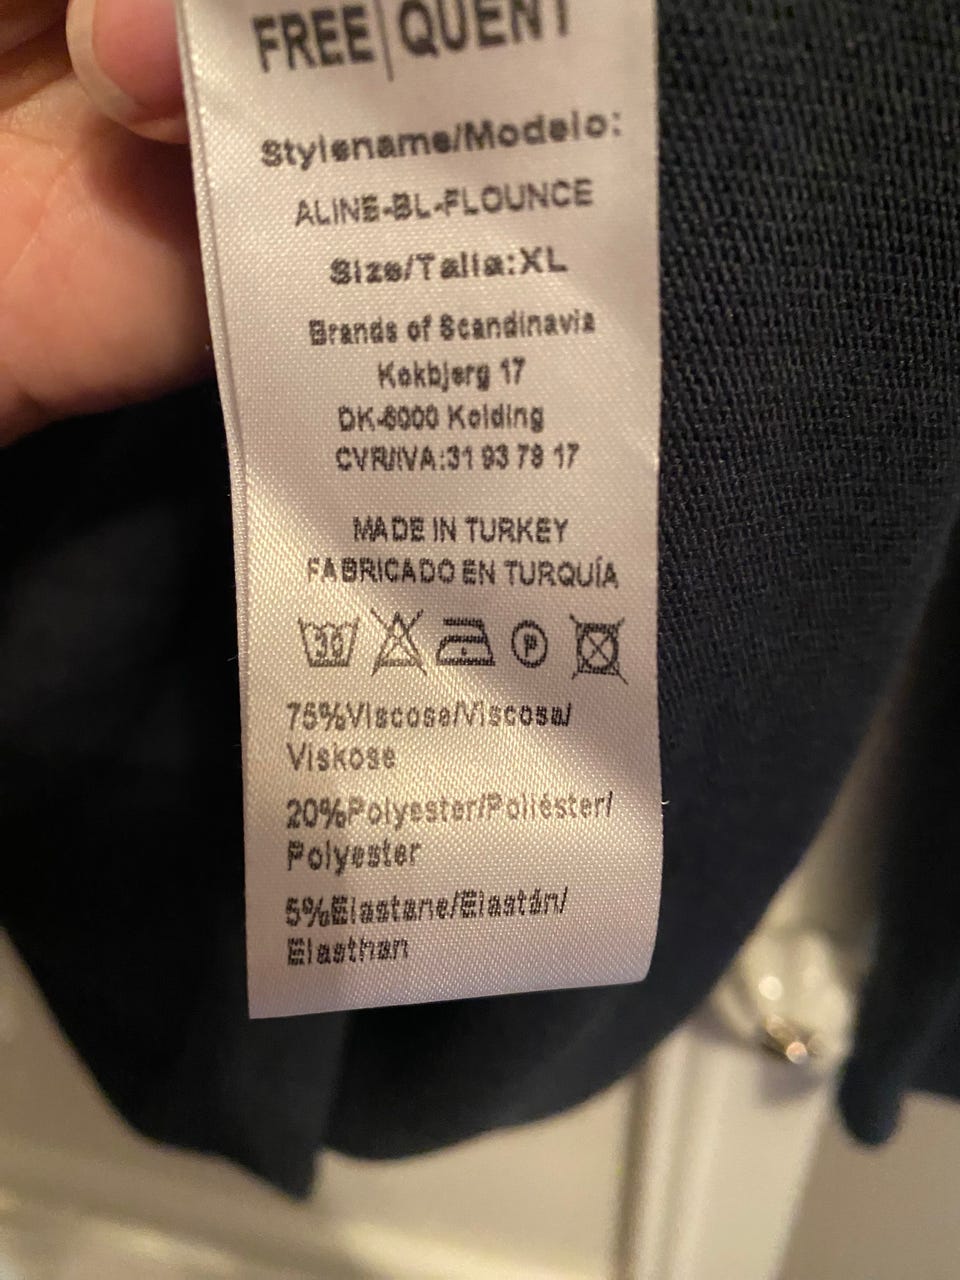 FREE|QUENT
Stylename/Modelo:
ALINE-BL-FLOUNCE
Size/Talla:XL
Brands of Scandinavia
Kokbjerg 17
DK-6000 Kolding
CVR/IVA:31 93 78 17
MADE IN TURKEY
FABRICADO EN TURQUÍA
30 P
75%Viscose/Viscosa/
Viskose
20%Polyester/Poliéster/
Polyester
5%Elastane/Elastán/
Elasthan